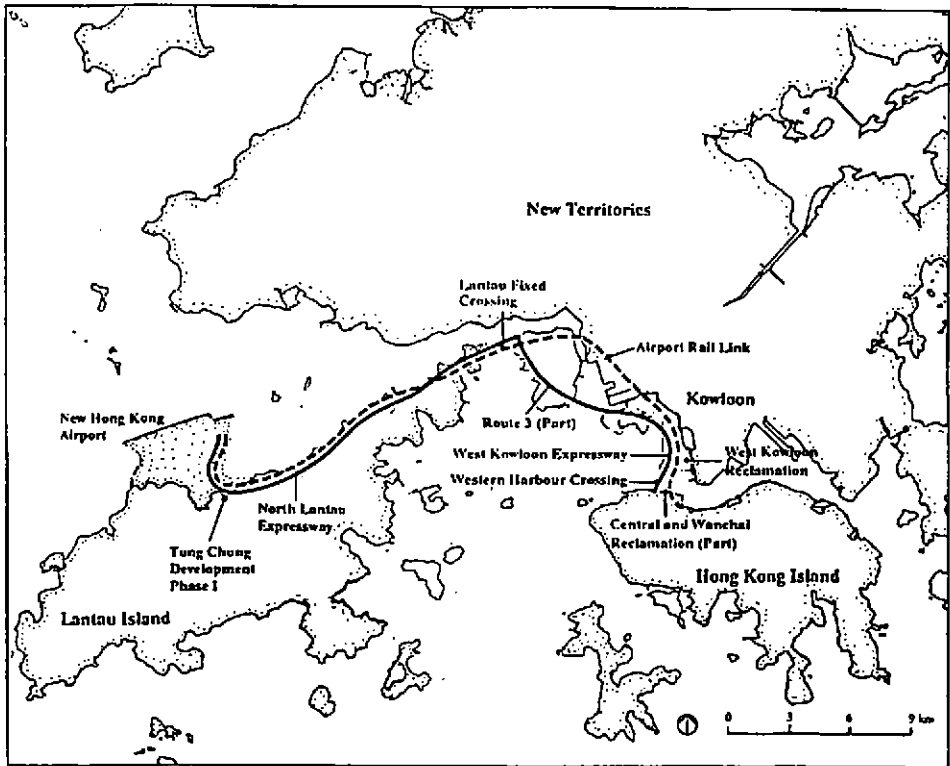 New Territories
Lantau Fixed
Crossing
Airport Rail Link
Kowloon
New Hong Kong
Airport
Route 3 (Part)
West Kowloon Expressway
West Kowloon
Reclamation
Western Harbour Crossing
North Lantau
Expressway
Central and Wanchai
Reclamation (Part)
Tung Chung
Development
Phase I
Hong Kong Island
Lantau Island
0 3 6 9 km